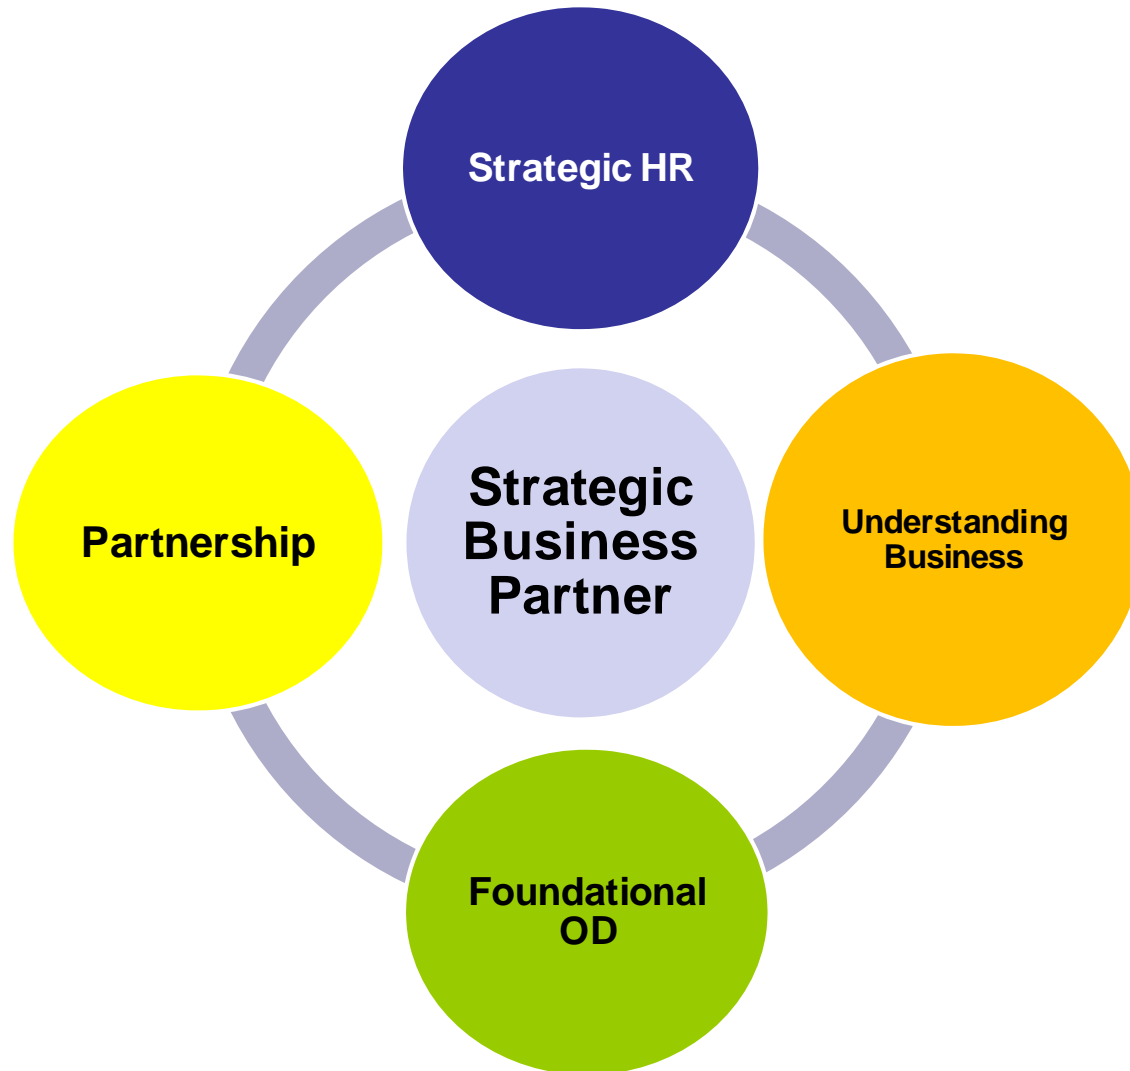 Strategic HR
Partnership
Strategic
Business
Partner
Understanding
Business
Foundational
OD